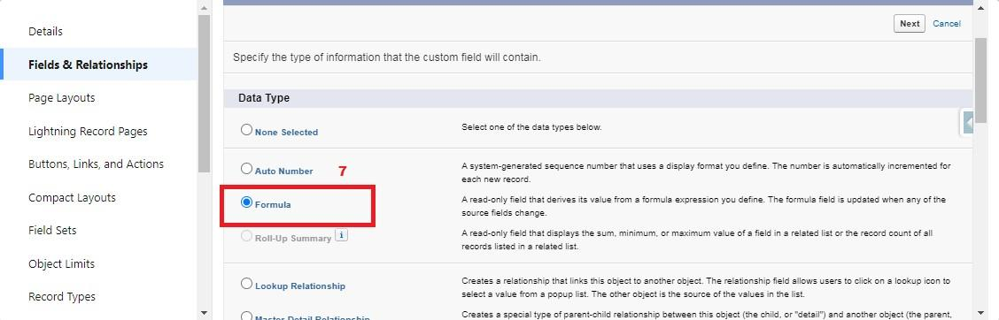 Details
Fields & Relationships
Page Layouts
Lightning Record Pages
Buttons, Links, and Actions
Compact Layouts
Field Sets
Object Limits
Record Types
Next Cancel
Specify the type of information that the custom field will contain.
Data Type
None Selected
Select one of the data types below.
Auto Number 7
A system-generated sequence number that uses a display format you define. The number is automatically incremented for
each new record.
Formula
A read-only field that derives its value from a formula expression you define. The formula field is updated when any of the
source fields change.
Roll-Up Summary i
A read-only field that displays the sum, minimum, or maximum value of a field in a related list or the record count of all
records listed in a related list.
Lookup Relationship
Creates a relationship that links this object to another object. The relationship field allows users to click on a lookup icon to
select a value from a popup list. The other object is the source of the values in the list.
Master-Detail Relationship
Creates a special type of parent-child relationship between this object (the child, or "detail") and another object (the parent,